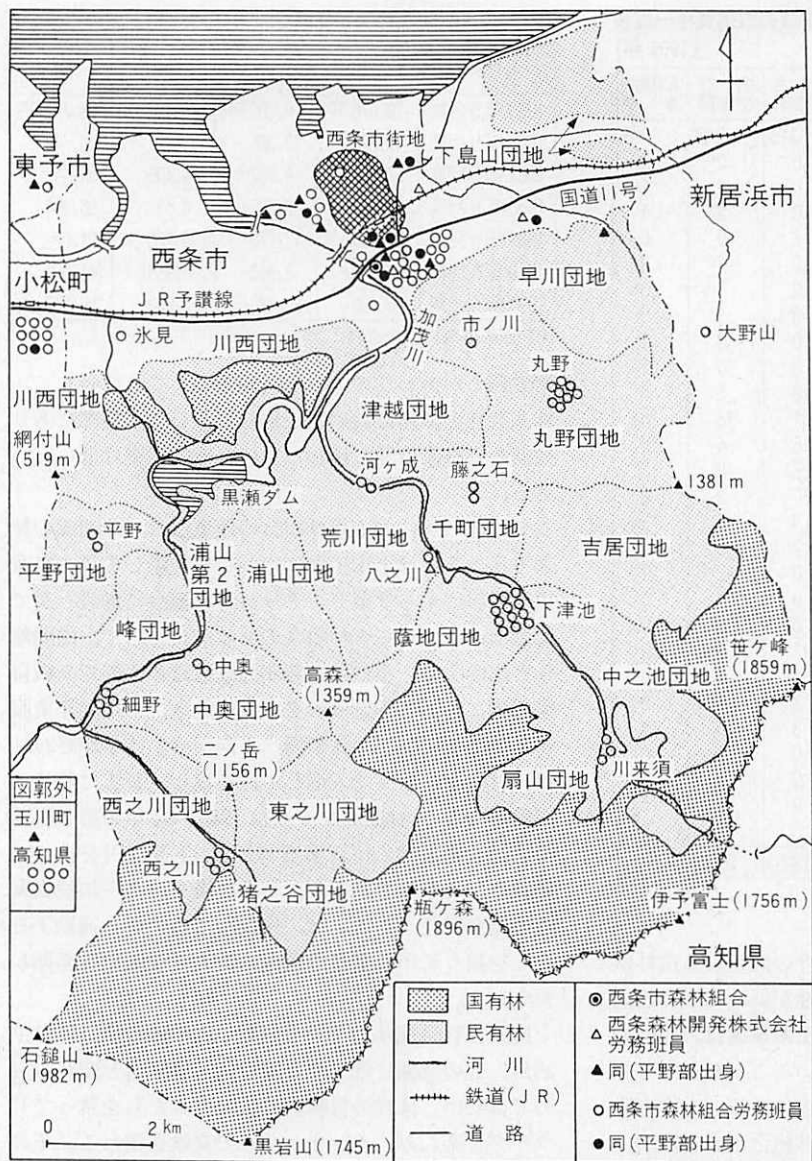 西条市街地
下島山団地
東予市
国道11号
新居浜市
西条市
小松町
JR予讃線
早川団地
加茂川
市ノ川
大野山
氷見
川西団地
丸野
川西団地
津越団地
丸野団地
網付山
(519m)
河ヶ成
藤之石
1381m
黒瀬ダム
荒川団地
千町団地
吉居団地
平野
浦山
第2
団地
浦山団地
八之川
平野団地
下津池
峰団地
蔭地団地
笹ヶ峰
(1859m)
中奥
高森
(1359m)
中之池団地
細野
中奥団地
二ノ岳
(1156m)
扇山団地
川来須
図郭外
玉川町
高知県
西之川団地
東之川団地
西之川
猪之谷団地
瓶ヶ森
(1896m)
伊予富士(1756m)
高知県
石鎚山
(1982m)
黒岩山(1745m)
0 2km
国有林
民有林
河川
鉄道(JR)
道路
西条市森林組合
西条森林開発株式会社
労務班員
同(平野部出身)
西条市森林組合労務班員
同(平野部出身)